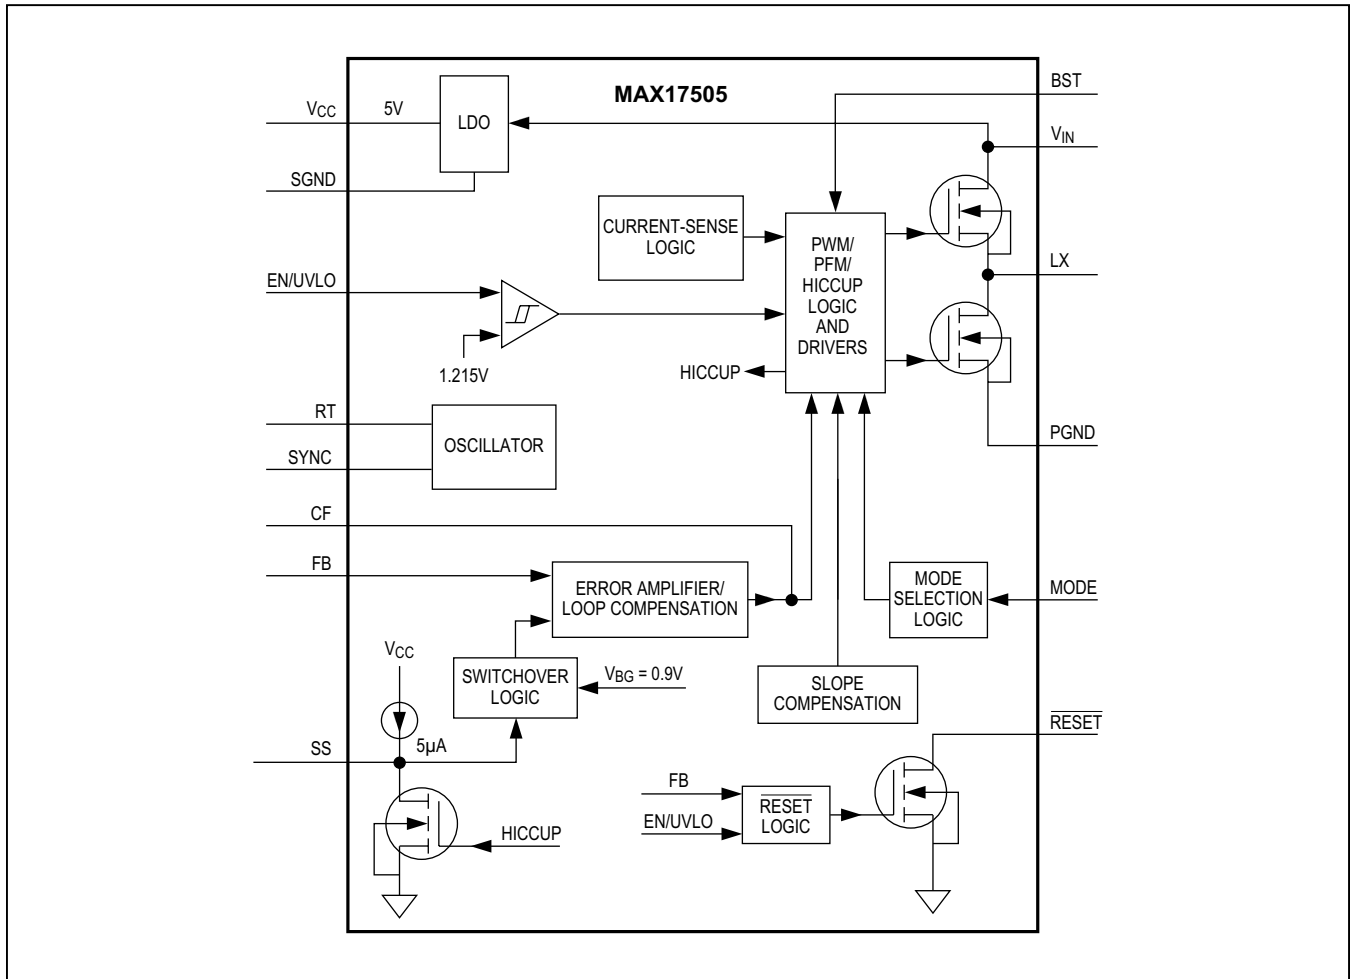 MAX17505
BST
VCC
5V
LDO
VIN
SGND
CURRENT-SENSE
LOGIC
PWM/
PFM/
HICCUP
LOGIC
AND
DRIVERS
LX
EN/UVLO
1.215V
HICCUP
RT
OSCILLATOR
SYNC
PGND
CF
FB
ERROR AMPLIFIER/
LOOP COMPENSATION
MODE
SELECTION
LOGIC
MODE
VCC
SWITCHOVER
LOGIC
VBG = 0.9V
SLOPE
COMPENSATION
RESET
SS
5µA
FB
EN/UVLO
RESET
LOGIC
HICCUP